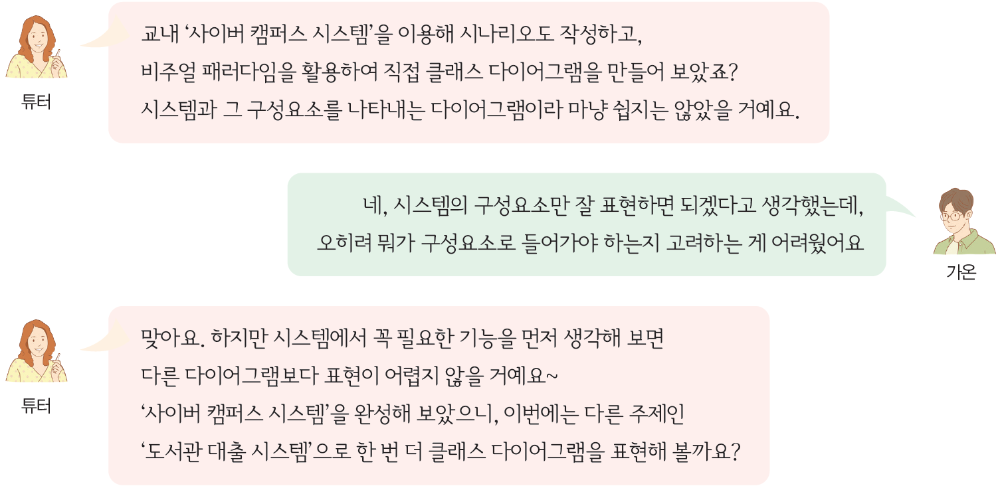 교내 ‘사이버 캠퍼스 시스템’을 이용해 시나리오도 작성하고,
비주얼 패러다임을 활용하여 직접 클래스 다이어그램을 만들어 보았죠?
시스템과 그 구성요소를 나타내는 다이어그램이라 마냥 쉽지는 않았을 거예요.
튜터
네, 시스템의 구성요소만 잘 표현하면 되겠다고 생각했는데,
오히려 뭐가 구성요소로 들어가야 하는지 고려하는 게 어려웠어요
가온
맞아요. 하지만 시스템에서 꼭 필요한 기능을 먼저 생각해 보면
다른 다이어그램보다 표현이 어렵지 않을 거예요~
‘사이버 캠퍼스 시스템’을 완성해 보았으니, 이번에는 다른 주제인
‘도서관 대출 시스템’으로 한 번 더 클래스 다이어그램을 표현해 볼까요?
튜터